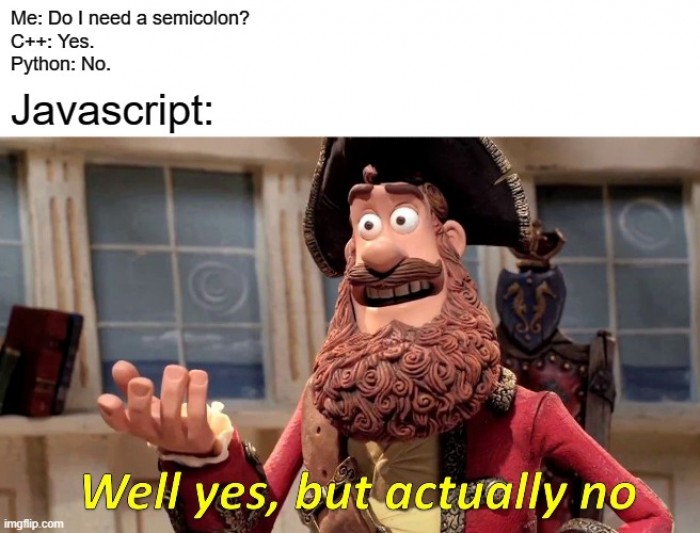 Me: Do I need a semicolon?
C++: Yes.
Python: No.
Javascript:
Well yes, but actually no
imgflip.com